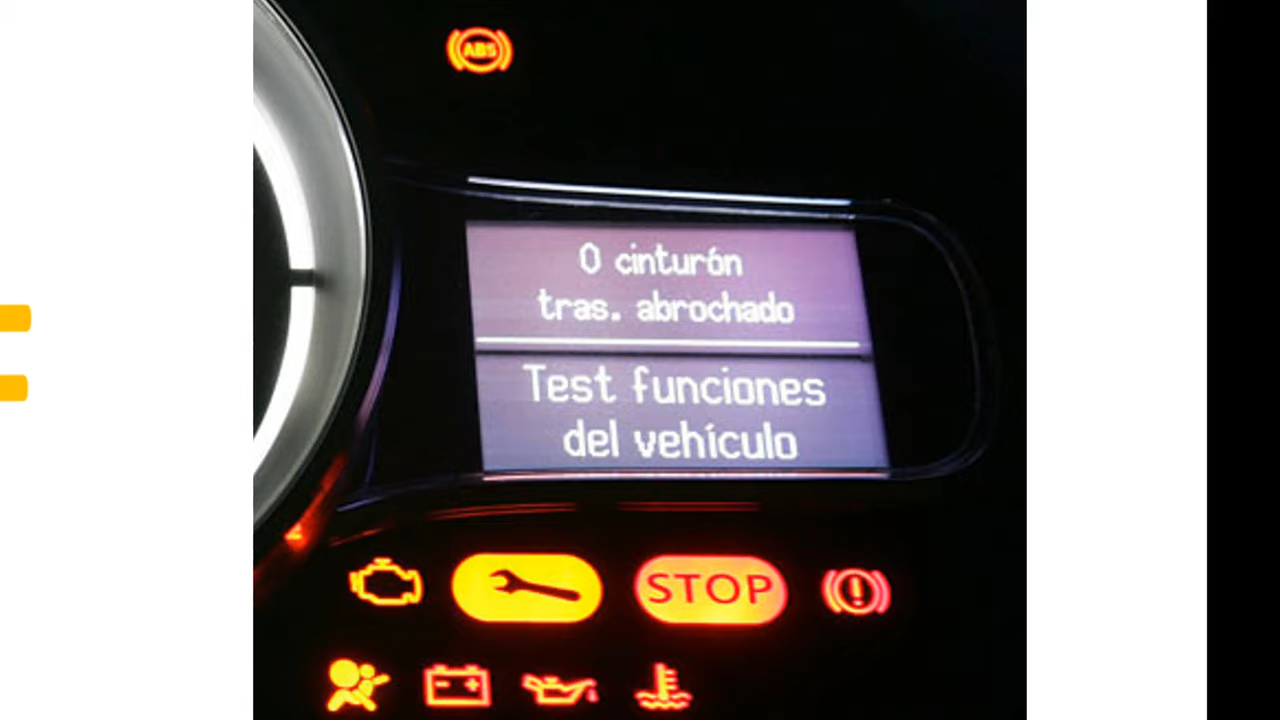 ABS
0 cinturón
tras. abrochado
Test funciones
del vehículo
STOP